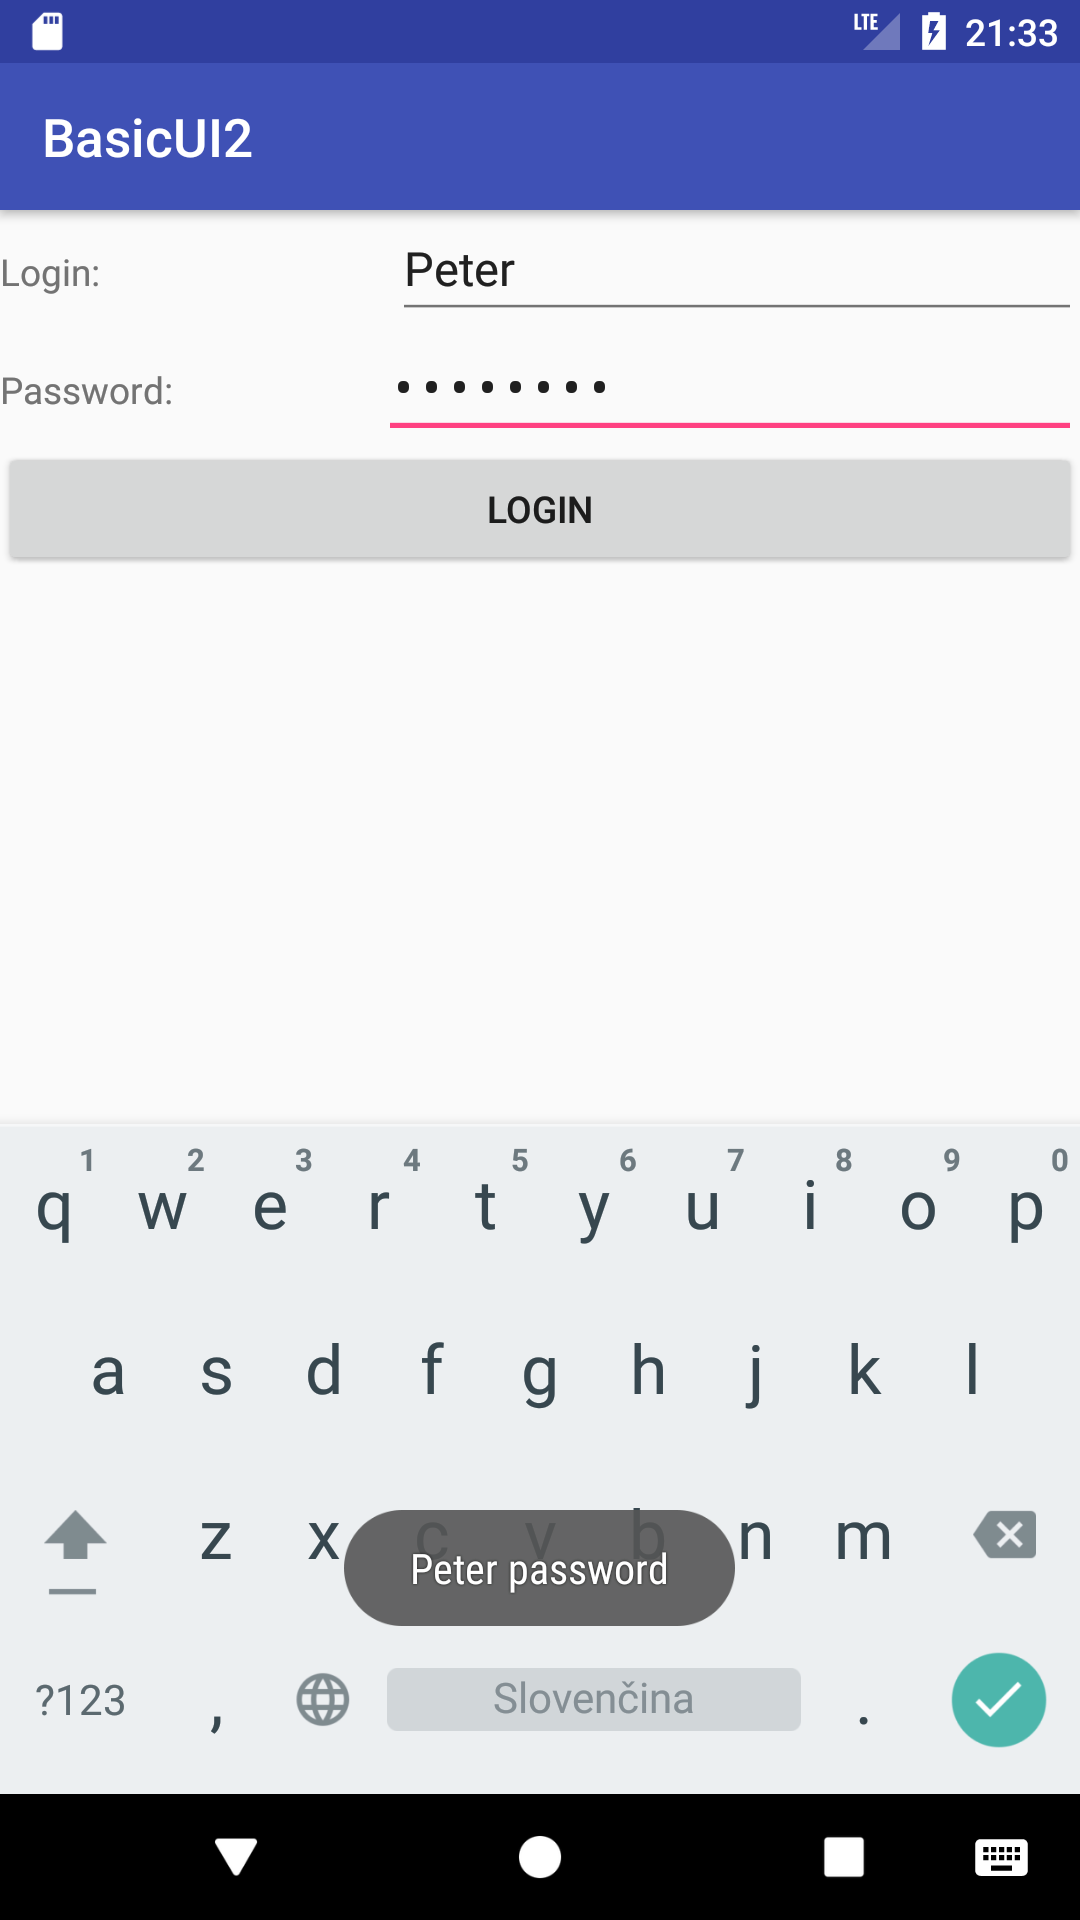 LTE 21:33
BasicUI2
Login: Peter
Password: ••••••••
LOGIN
1 2 3 4 5 6 7 8 9 0
q w e r t y u i o p
a s d f g h j k l
z x c v b n m
Peter password
?123 , Slovenčina .